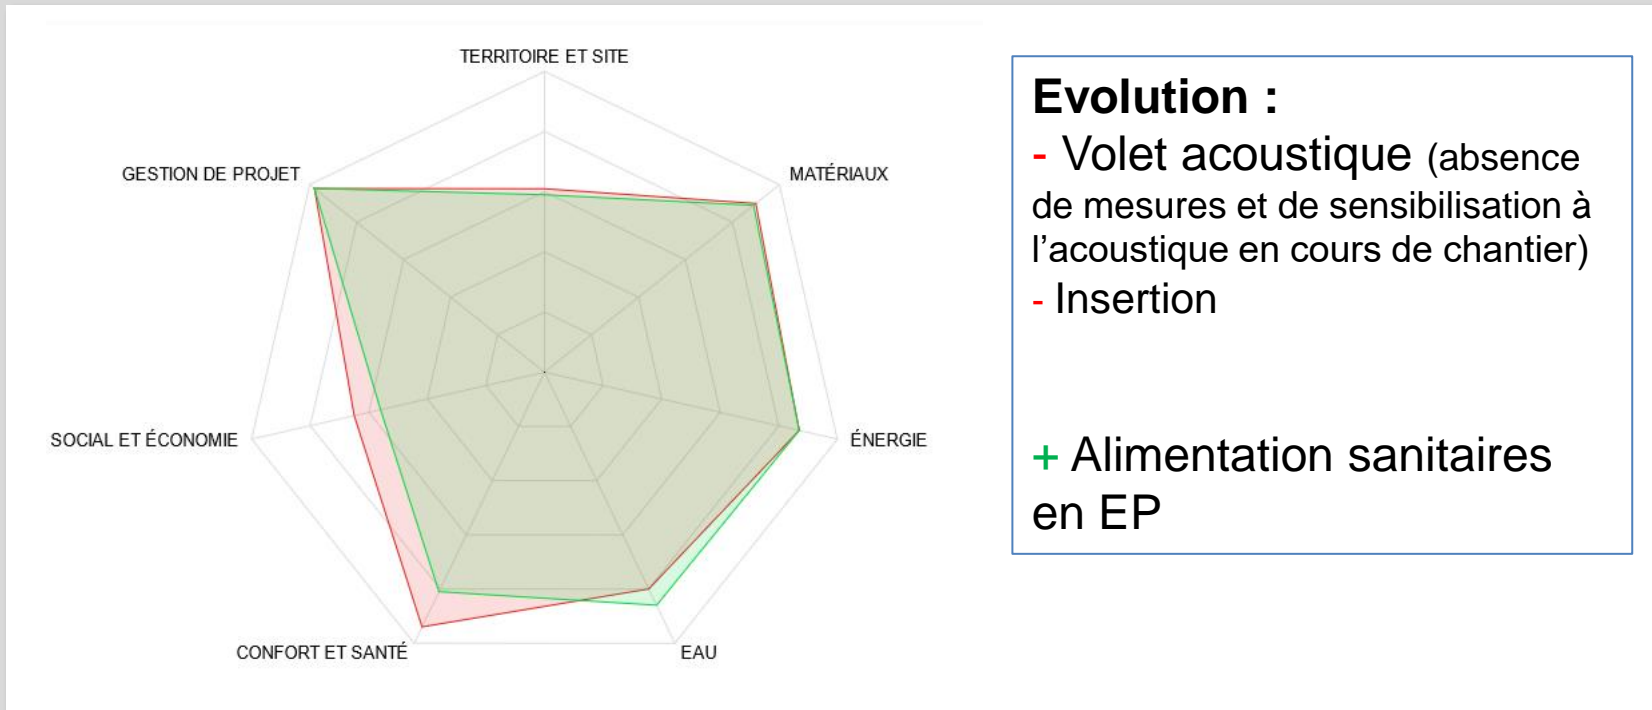 TERRITOIRE ET SITE
GESTION DE PROJET
MATÉRIAUX
SOCIAL ET ÉCONOMIE
ÉNERGIE
CONFORT ET SANTÉ
EAU
Evolution :
- Volet acoustique (absence
de mesures et de sensibilisation à
l’acoustique en cours de chantier)
- Insertion
+ Alimentation sanitaires
en EP